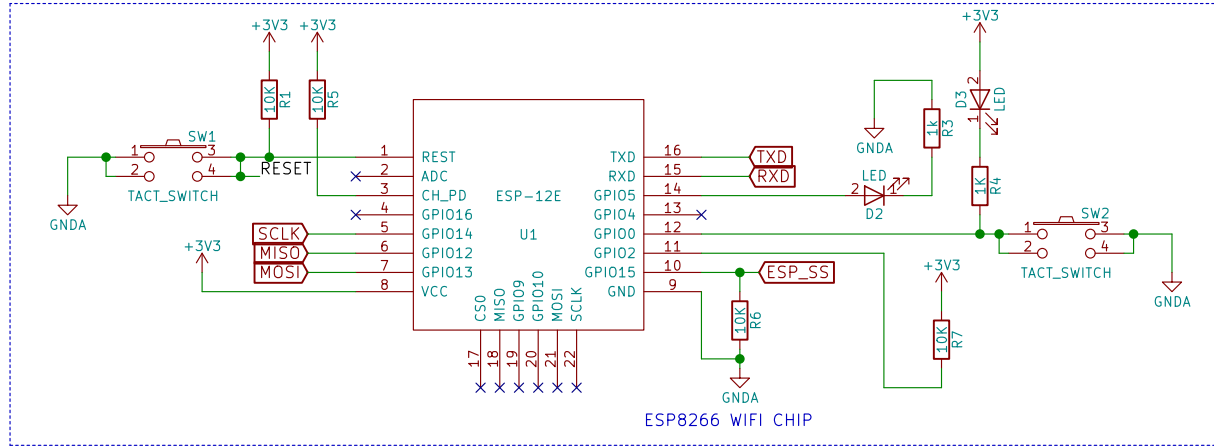 +3V3
+3V3
+3V3
10K
R1
10K
R5
D3
2
1
LED
SW1
1
2
3
4
TACT_SWITCH
RESET
GNDA
1
2
3
4
5
6
7
8
REST
ADC
CH_PD
GPIO16
GPIO14
GPIO12
GPIO13
VCC
ESP-12E
U1
TXD
RXD
GPIO5
GPIO4
GPIO0
GPIO2
GPIO15
GND
16
15
14
13
12
11
10
9
CS0
MISO
GPIO9
GPIO10
MOSI
SCLK
17
18
19
20
21
22
SCLK
MISO
MOSI
+3V3
TXD
RXD
GNDA
1k
R3
LED
2
1
D2
1K
R4
SW2
1
2
3
4
TACT_SWITCH
GNDA
ESP_SS
10K
R6
GNDA
+3V3
10K
R7
ESP8266 WIFI CHIP